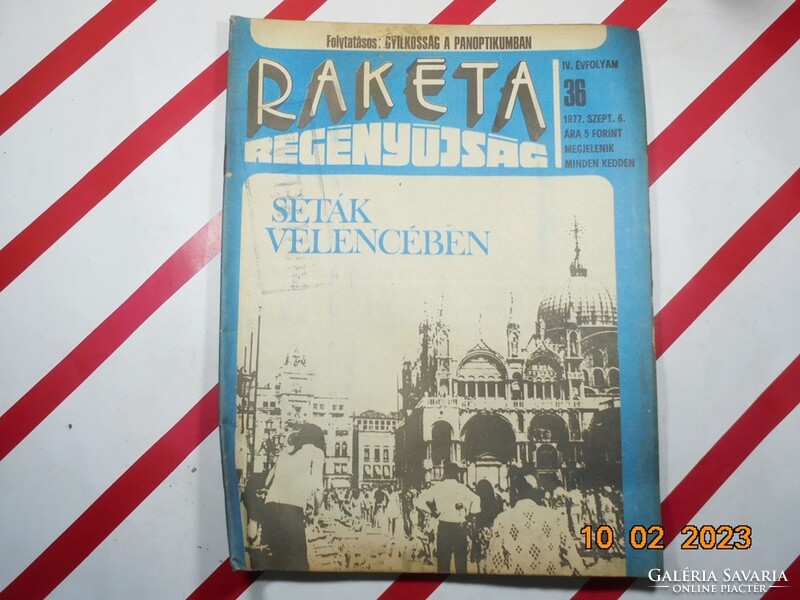 Folytatásos: GYILKOSSÁG A PANOPTIKUMBAN
RAKÉTA
REGÉNYÚJSÁG
IV. ÉVFOLYAM
36
1977. SZEPT. 6.
ÁRA 5 FORINT
MEGJELENIK
MINDEN KEDDEN
SÉTÁK
VELENCÉBEN
10 02 2023
GALÉRIA SAVARIA
ONLINE PIACTÉR